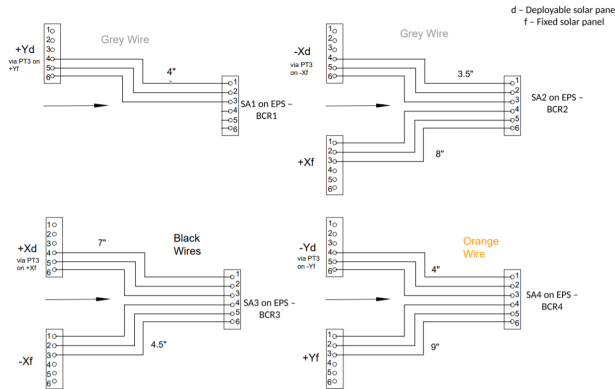 d – Deployable solar pane
f – Fixed solar panel
Grey Wire
+Yd
via PT3 on
+Yf
1
2
3
4
5
6
4"
1
2
3
4
5
6
SA1 on EPS –
BCR1
Grey Wire
-Xd
via PT3
on -Xf
1
2
3
4
5
6
3.5"
1
2
3
4
5
6
SA2 on EPS –
BCR2
+Xf
1
2
3
4
5
6
8"
Black
Wires
+Xd
via PT3
on +Xf
1
2
3
4
5
6
7"
1
2
3
4
5
6
SA3 on EPS –
BCR3
-Xf
1
2
3
4
5
6
4.5"
Orange
Wire
-Yd
via PT3
on -Yf
1
2
3
4
5
6
4"
1
2
3
4
5
6
SA4 on EPS –
BCR4
+Yf
1
2
3
4
5
6
9"